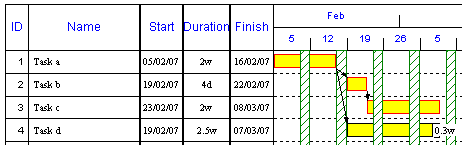 Feb
ID Name Start Duration Finish
5 12 19 26 5
1 Task a 05/02/07 2w 16/02/07
2 Task b 19/02/07 4d 22/02/07
3 Task c 23/02/07 2w 08/03/07
4 Task d 19/02/07 2.5w 07/03/07 0.3w